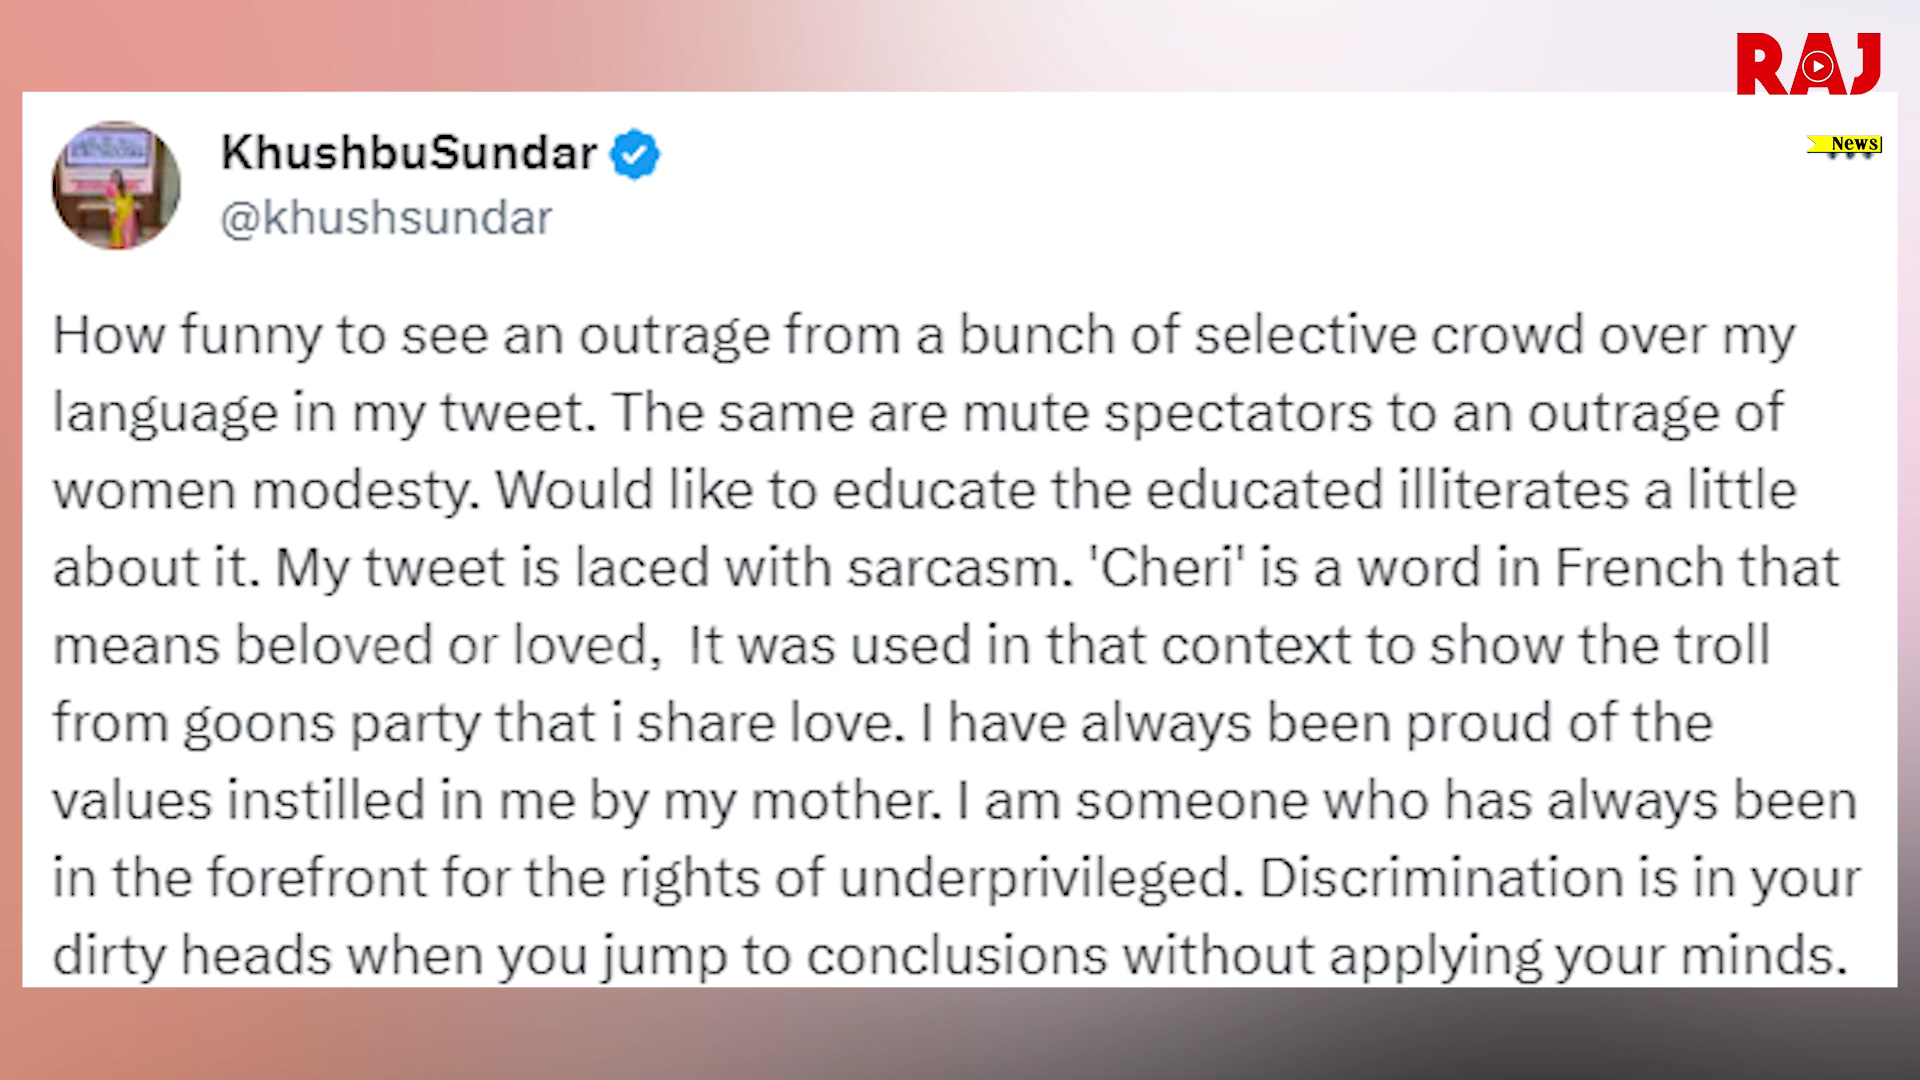 RAJ
News
KhushbuSundar
@khushsundar
How funny to see an outrage from a bunch of selective crowd over my
language in my tweet. The same are mute spectators to an outrage of
women modesty. Would like to educate the educated illiterates a little
about it. My tweet is laced with sarcasm. 'Cheri' is a word in French that
means beloved or loved,  It was used in that context to show the troll
from goons party that i share love. I have always been proud of the
values instilled in me by my mother. I am someone who has always been
in the forefront for the rights of underprivileged. Discrimination is in your
dirty heads when you jump to conclusions without applying your minds.